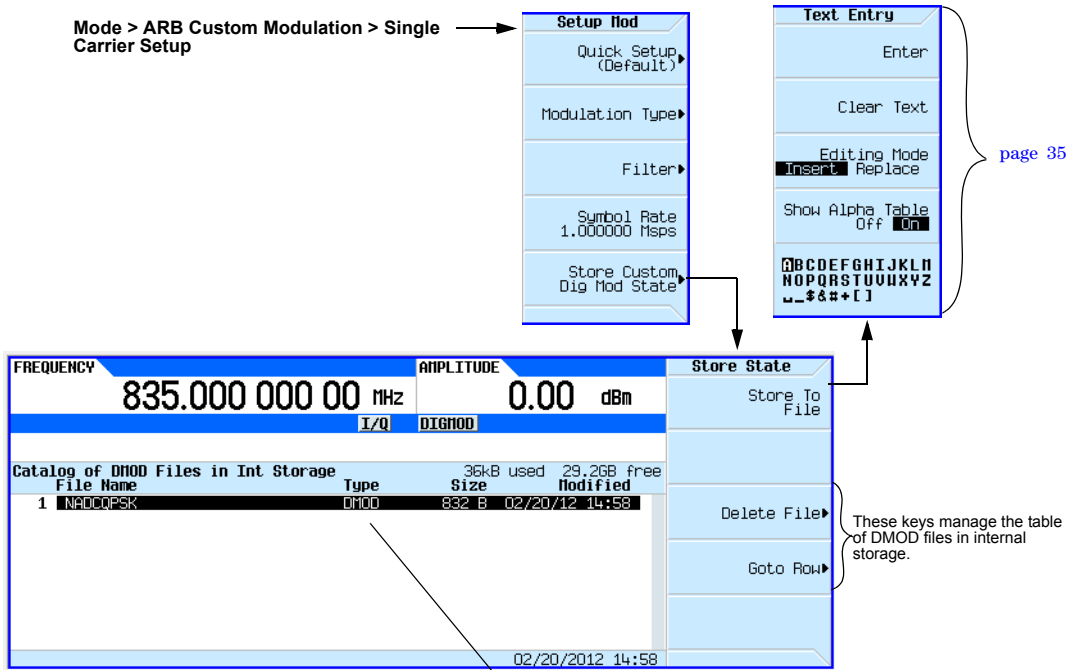 Mode > ARB Custom Modulation > Single
Carrier Setup
Setup Mod
Quick Setup
(Default)
Modulation Type
Filter
Symbol Rate
1.000000 Msps
Store Custom
Dig Mod State
Text Entry
Enter
Clear Text
Editing Mode
Insert Replace
Show Alpha Table
Off On
ABCDEFGHIJKLM
NOPQRSTUVWXYZ
␣_$&#+[]
page 35
FREQUENCY
835.000 000 00 MHz
AMPLITUDE
0.00 dBm
I/Q DIGMOD
Catalog of DMOD Files in Int Storage 36kB used 29.2GB free
File Name Type Size Modified
1 NADCQPSK DMOD 832 B 02/20/12 14:58
02/20/2012 14:58
Store State
Store To
File
Delete File
Goto Row
These keys manage the table
of DMOD files in internal
storage.